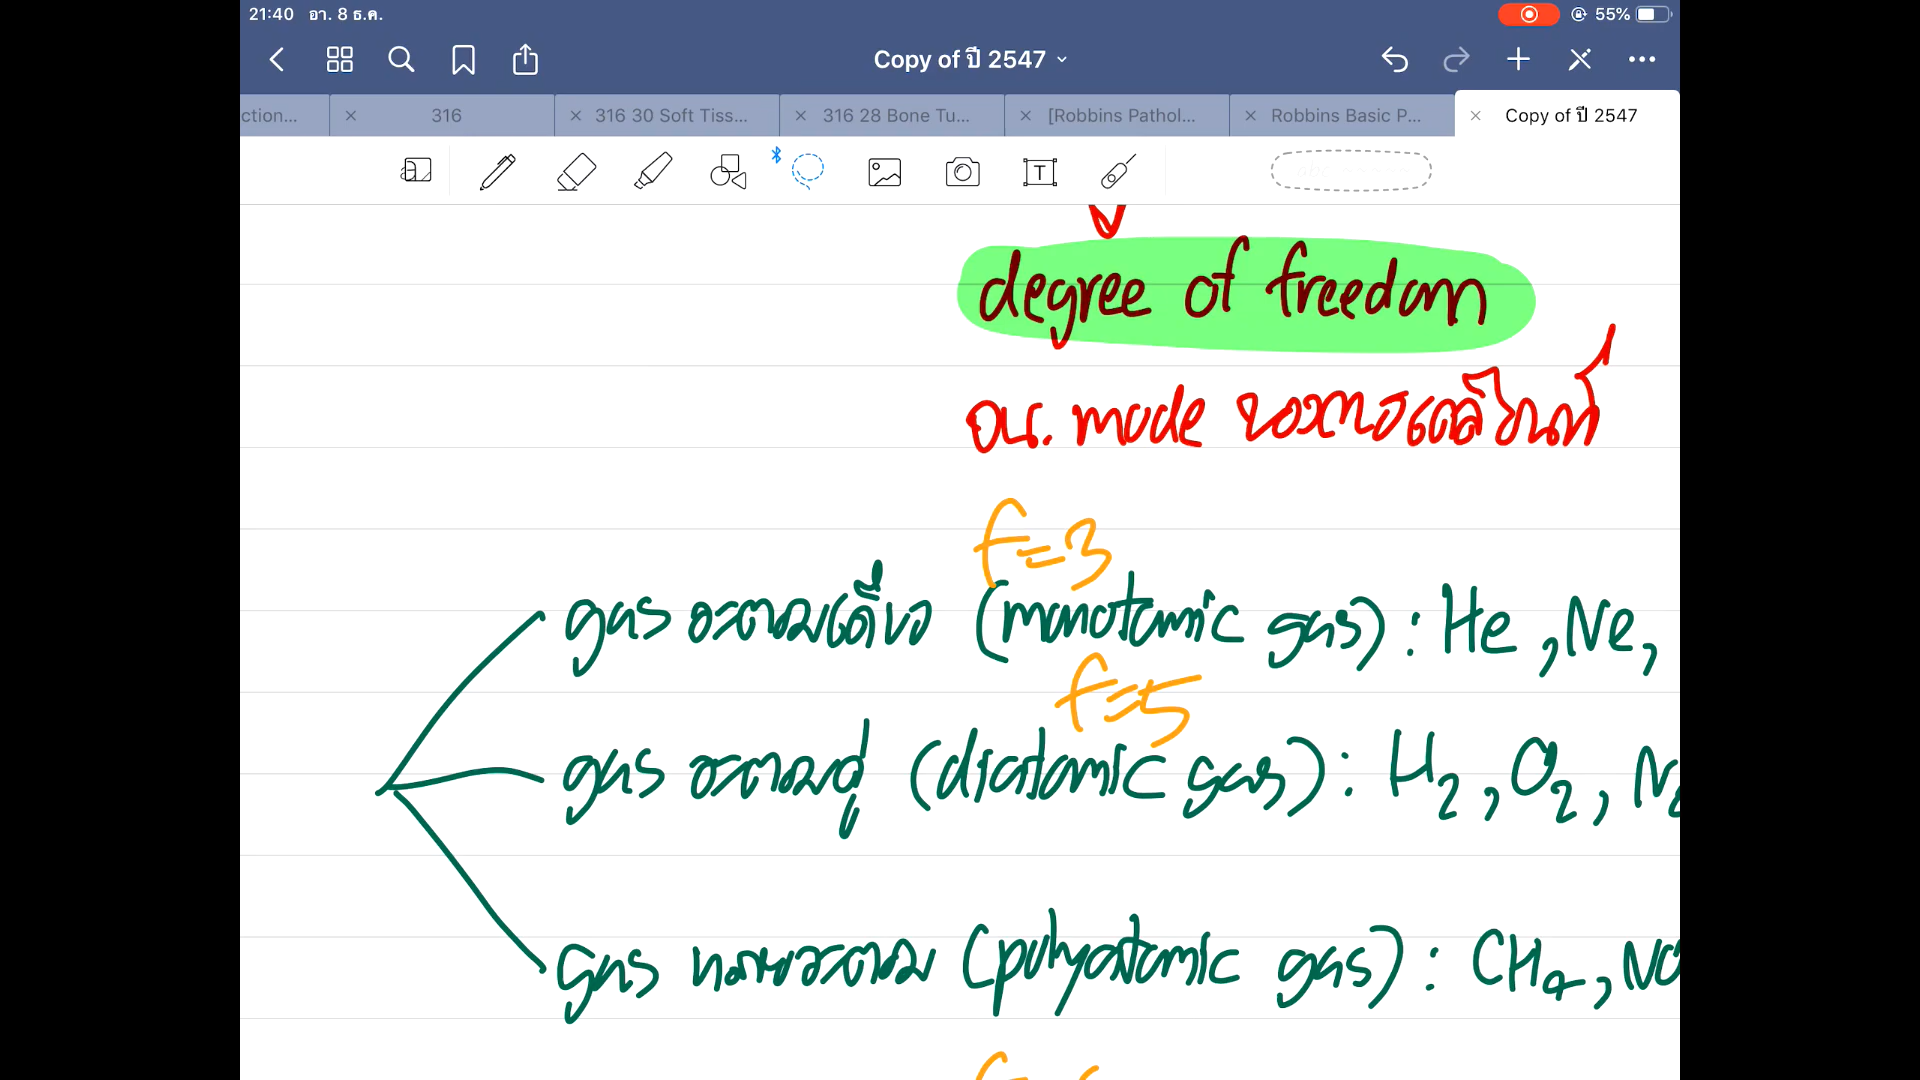 21:40 อา. 8 ธ.ค. 55%
Copy of ปี 2547
ction... 316 316 30 Soft Tiss... 316 28 Bone Tu... [Robbins Pathol... Robbins Basic P... Copy of ปี 2547
degree of freedom
จน. mode ของการเคลื่อนที่
f=3
gas อะตอมเดี่ยว (monotomic gas) : He, Ne,
f=5
gas อะตอมคู่ (diatomic gas) : H2, O2, N2
gas หลายอะตอม (polyatomic gas) : CH4, NO